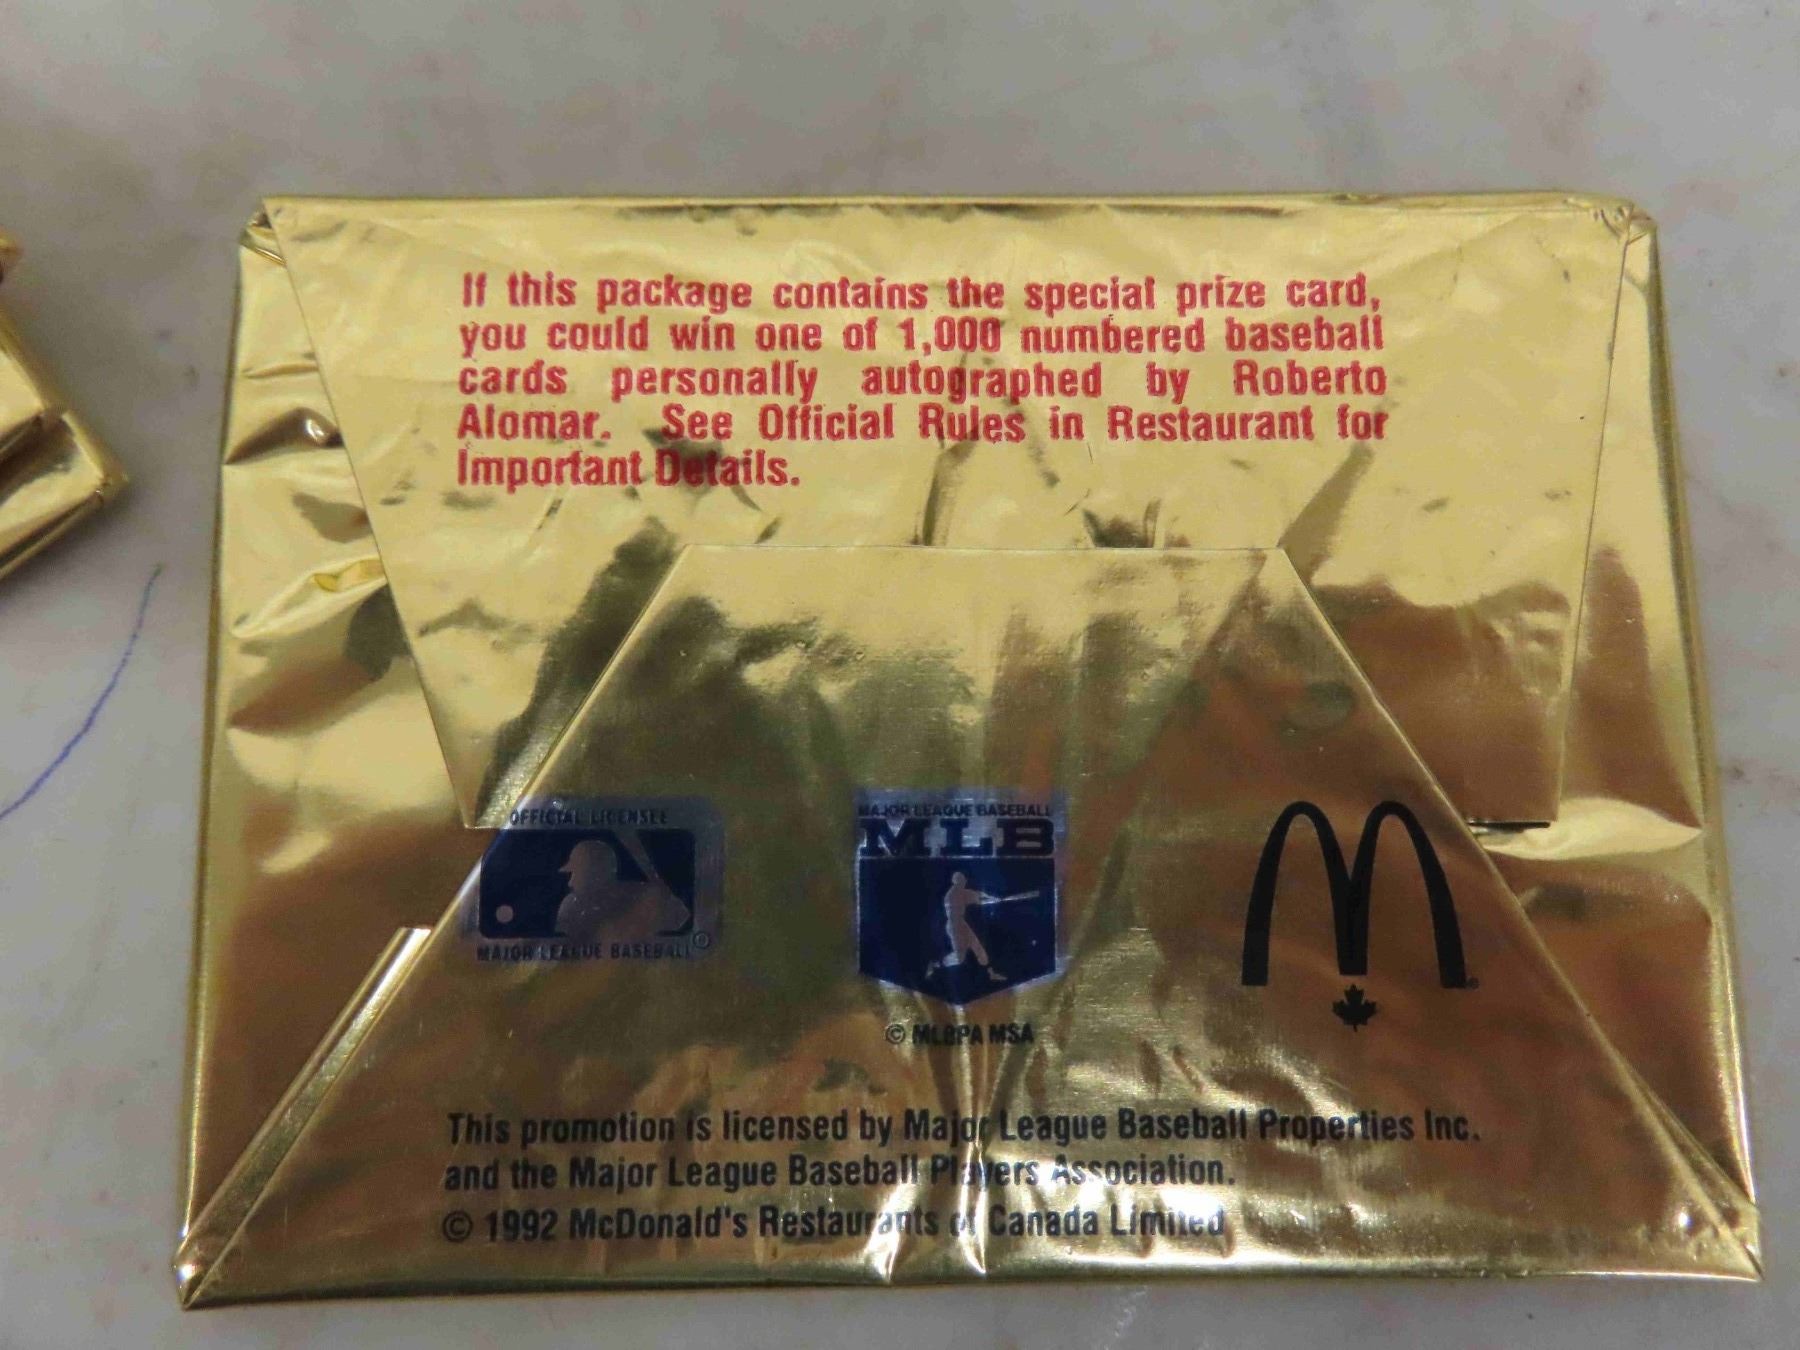 If this package contains the special prize card,
you could win one of 1,000 numbered baseball
cards personally autographed by Roberto
Alomar. See Official Rules in Restaurant for
Important Details.
OFFICIAL LICENSEE
MAJOR LEAGUE BASEBALL©
MAJOR LEAGUE BASEBALL
MLB
© MLBPA MSA
M
This promotion is licensed by Major League Baseball Properties Inc.
and the Major League Baseball Players Association.
© 1992 McDonald's Restaurants of Canada Limited